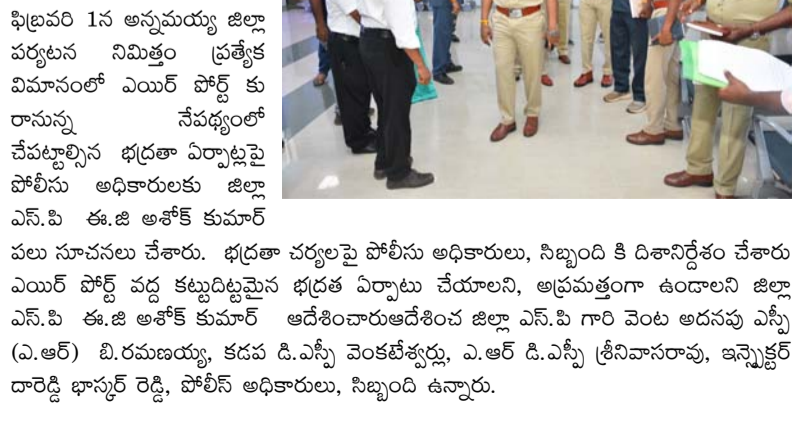 ఫిబ్రవరి 1న అన్నమయ్య జిల్లా
పర్యటన నిమిత్తం ప్రత్యేక
విమానంలో ఎయిర్ పోర్ట్ కు
రానున్న నేపథ్యంలో
చేపట్టాల్సిన భద్రతా ఏర్పాట్లపై
పోలీసు అధికారులకు జిల్లా
ఎస్.పి ఈ.జి అశోక్ కుమార్
పలు సూచనలు చేశారు. భద్రతా చర్యలపై పోలీసు అధికారులు, సిబ్బంది కి దిశానిర్దేశం చేశారు
ఎయిర్ పోర్ట్ వద్ద కట్టుదిట్టమైన భద్రత ఏర్పాటు చేయాలని, అప్రమత్తంగా ఉండాలని జిల్లా
ఎస్.పి ఈ.జి అశోక్ కుమార్ ఆదేశించారుఆదేశించ జిల్లా ఎస్.పి గారి వెంట అదనపు ఎస్పీ
(ఎ.ఆర్) బి.రమణయ్య, కడప డి.ఎస్పీ వెంకటేశ్వర్లు, ఎ.ఆర్ డి.ఎస్పీ శ్రీనివాసరావు, ఇన్స్పెక్టర్
దారెడ్డి భాస్కర్ రెడ్డి, పోలీస్ అధికారులు, సిబ్బంది ఉన్నారు.